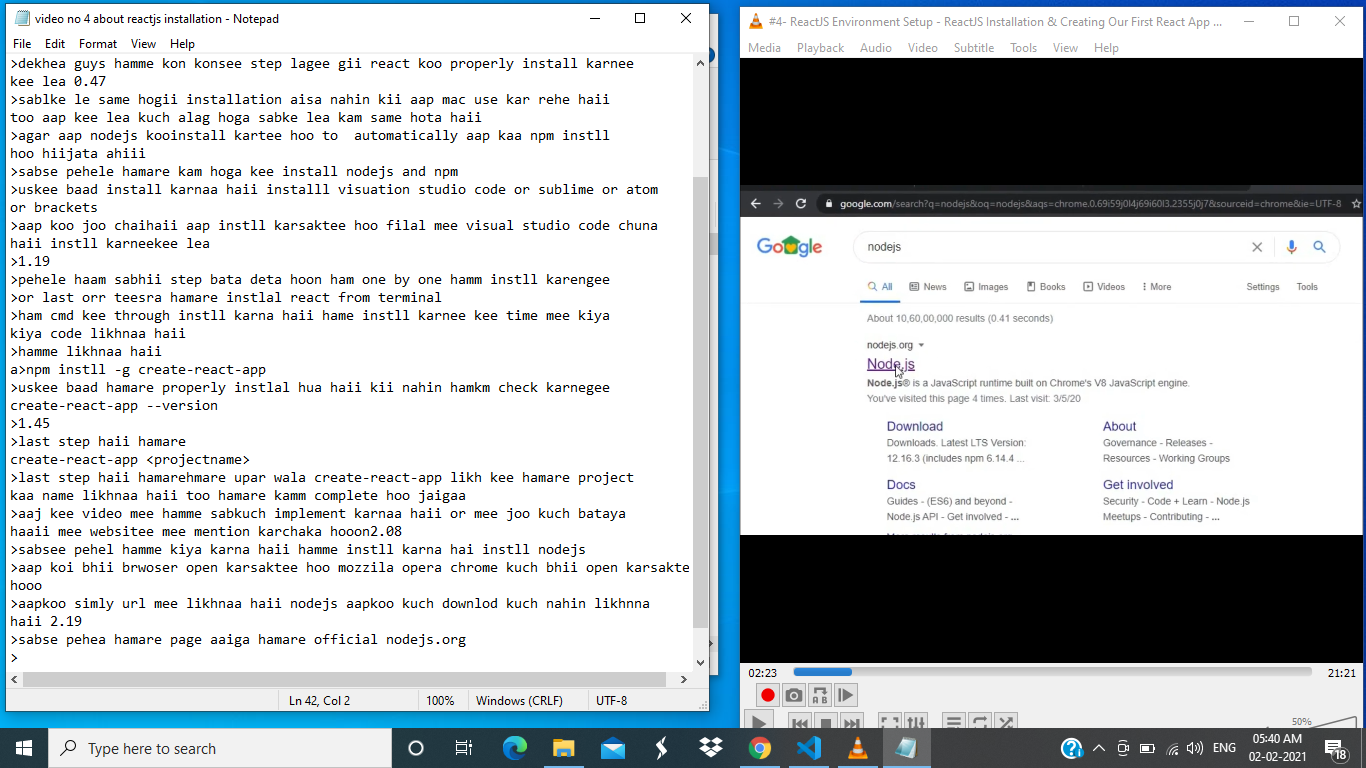 video no 4 about reactjs installation - Notepad
File Edit Format View Help
>dekhea guys hamme kon konsee step lagee gii react koo properly install karnee
kee lea 0.47
>sablke le same hogii installation aisa nahin kii aap mac use kar rehe haii
too aap kee lea kuch alag hoga sabke lea kam same hota haii
>agar aap nodejs kooinstall kartee hoo to  automatically aap kaa npm instll
hoo hiijata ahiii
>sabse pehele hamare kam hoga kee install nodejs and npm
>uskee baad install karnaa haii installl visuation studio code or sublime or atom
or brackets
>aap koo joo chaihaii aap instll karsaktee hoo filal mee visual studio code chuna
haii instll karneekee lea
>1.19
>pehele haam sabhii step bata deta hoon ham one by one hamm instll karengee
>or last orr teesra hamare instlal react from terminal
>ham cmd kee through instll karna haii hame instll karnee kee time mee kiya
kiya code likhnaa haii
>hamme likhnaa haii
a>npm instll -g create-react-app
>uskee baad hamare properly instlal hua haii kii nahin hamkm check karnegee
create-react-app --version
>1.45
>last step haii hamare
create-react-app <projectname>
>last step haii hamarehmare upar wala create-react-app likh kee hamare project
kaa name likhnaa haii too hamare kamm complete hoo jaigaa
>aaj kee video mee hamme sabkuch implement karnaa haii or mee joo kuch bataya
haaii mee websitee mee mention karchaka hooon2.08
>sabsee pehel hamme kiya karna haii hamme instll karna hai instll nodejs
>aap koi bhii brwoser open karsaktee hoo mozzila opera chrome kuch bhii open karsakte
hooo
>aapkoo simly url mee likhnaa haii nodejs aapkoo kuch downlod kuch nahin likhnna
haii 2.19
>sabse pehea hamare page aaiga hamare official nodejs.org
>
Ln 42, Col 2 100% Windows (CRLF) UTF-8
#4- ReactJS Environment Setup - ReactJS Installation & Creating Our First React App ...
Media Playback Audio Video Subtitle Tools View Help
google.com/search?q=nodejs&oq=nodejs&aqs=chrome.0.69i59j0l4j69i60l3.2355j0j7&sourceid=chrome&ie=UTF-8
Google
nodejs
All News Images Books Videos More Settings Tools
About 10,60,00,000 results (0.41 seconds)
nodejs.org
Node.js
Node.js® is a JavaScript runtime built on Chrome's V8 JavaScript engine.
You've visited this page 4 times. Last visit: 3/5/20
Download
Downloads. Latest LTS Version:
12.16.3 (includes npm 6.14.4 ...
About
Governance - Releases -
Resources - Working Groups
Docs
Guides - (ES6) and beyond -
Node.js API - Get involved - ...
Get involved
Security - Code + Learn - Node.js
Meetups - Contributing - ...
02:23 21:21
50%
Type here to search
ENG
05:40 AM
02-02-2021
18